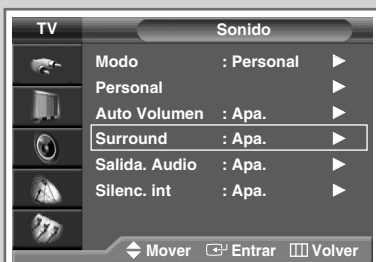 TV Sonido
Modo : Personal
Personal
Auto Volumen : Apa.
Surround : Apa.
Salida. Audio : Apa.
Silenc. int : Apa.
Mover Entrar Volver